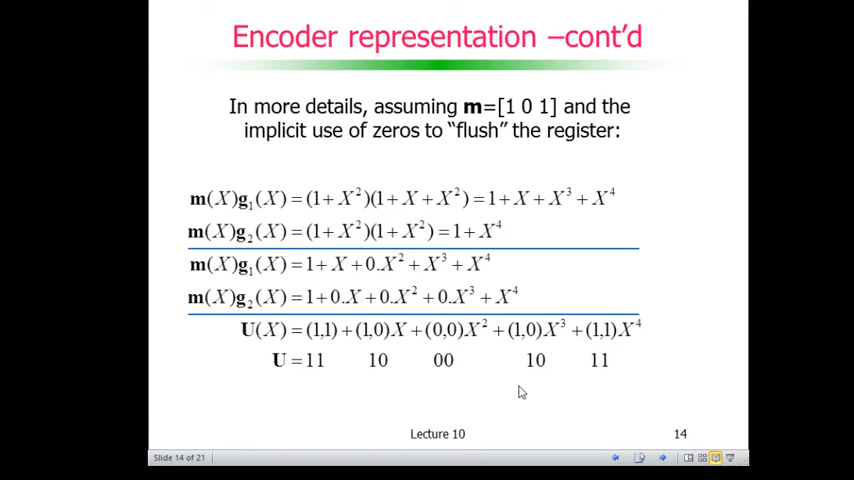 Encoder representation –cont’d
In more details, assuming m=[1 0 1] and the
implicit use of zeros to “flush” the register:
m(X)g₁(X) = (1+ X²)(1+ X + X²) = 1+ X + X³ + X⁴
m(X)g₂(X) = (1+ X²)(1+ X²) = 1+ X⁴
m(X)g₁(X) = 1+ X + 0.X² + X³ + X⁴
m(X)g₂(X) = 1+ 0.X + 0.X² + 0.X³ + X⁴
U(X) = (1,1) + (1,0)X + (0,0)X² + (1,0)X³ + (1,1)X⁴
U = 11 10 00 10 11
Lecture 10 14
Slide 14 of 21